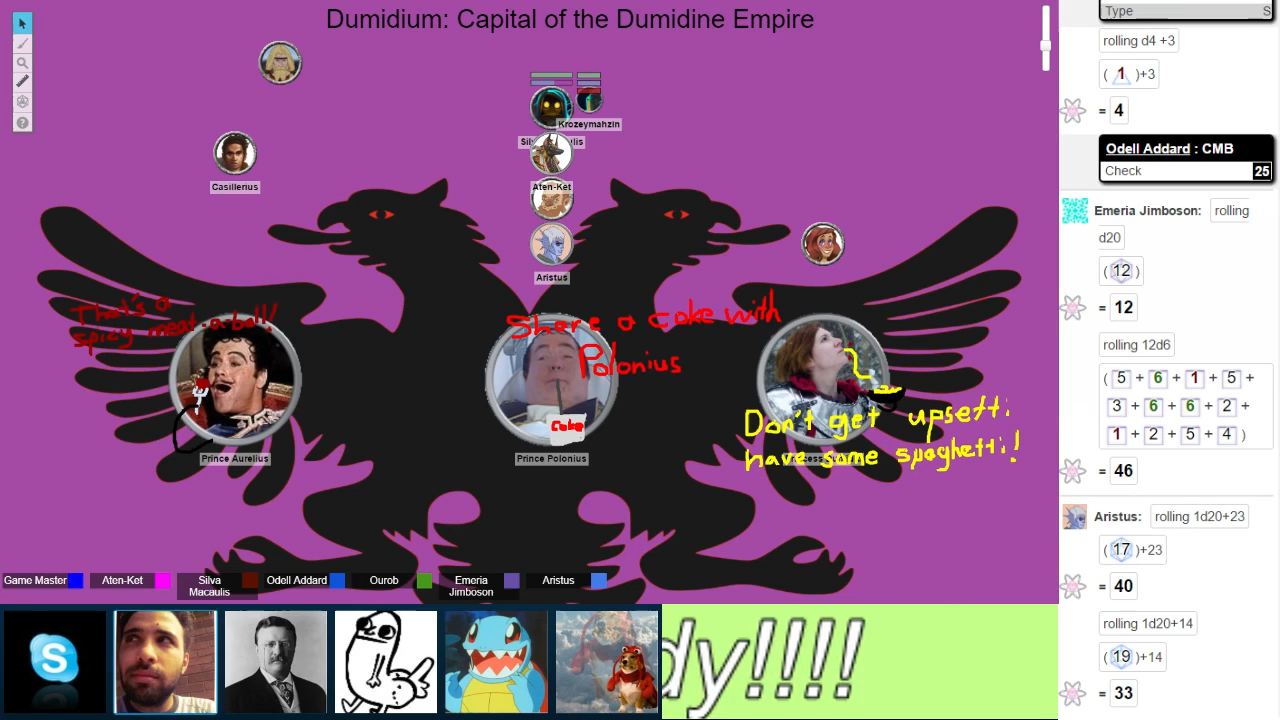 Dumidium: Capital of the Dumidine Empire
Krozeymahzin
Casillerius
Aten-Ket
Aristus
That's a
spicy meat-a-ball!
Share a coke with
Polonius
Coke
Don't get upsetti
have some spaghetti!
Prince Aurelius
Prince Polonius
Game Master
Aten-Ket
Silva
Macaulis
Odell Addard
Ourob
Emeria
Jimboson
Aristus
S
dy!!!!
Type S
rolling d4 +3
(1)+3
= 4
Odell Addard : CMB
Check 25
Emeria Jimboson: rolling
d20
(12)
= 12
rolling 12d6
(5 + 6 + 1 + 5 +
3 + 6 + 6 + 2 +
1 + 2 + 5 + 4)
= 46
Aristus: rolling 1d20+23
(17)+23
= 40
rolling 1d20+14
(19)+14
= 33